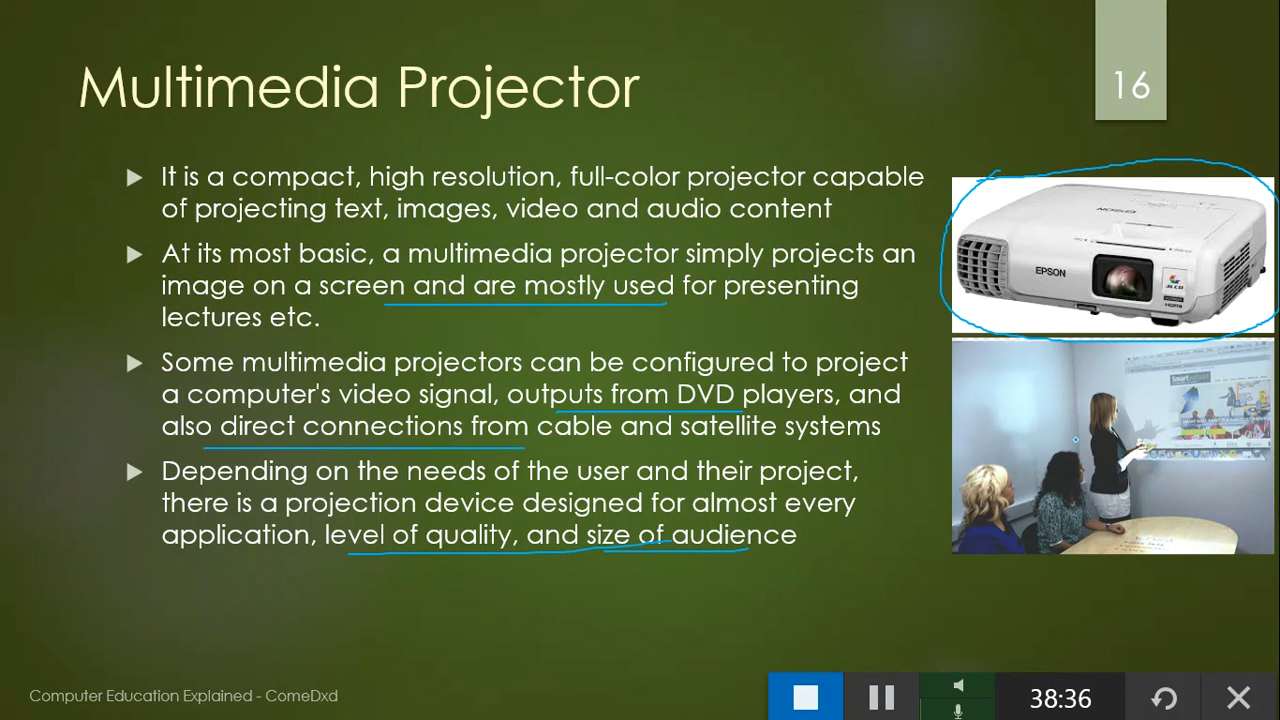 Multimedia Projector
16
It is a compact, high resolution, full-color projector capable
of projecting text, images, video and audio content
At its most basic, a multimedia projector simply projects an
image on a screen and are mostly used for presenting
lectures etc.
Some multimedia projectors can be configured to project
a computer's video signal, outputs from DVD players, and
also direct connections from cable and satellite systems
Depending on the needs of the user and their project,
there is a projection device designed for almost every
application, level of quality, and size of audience
EPSON
EPSON
3LCD
HDMI
Computer Education Explained - ComeDxd
38:36